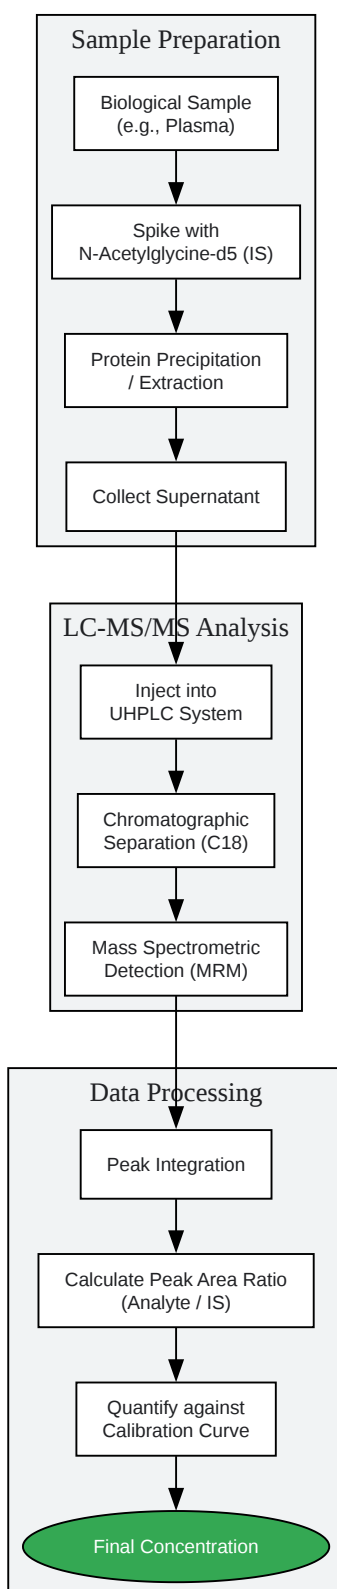 Sample Preparation
Biological Sample
(e.g., Plasma)
Spike with
N-Acetylglycine-d5 (IS)
Protein Precipitation
/ Extraction
Collect Supernatant
LC-MS/MS Analysis
Inject into
UHPLC System
Chromatographic
Separation (C18)
Mass Spectrometric
Detection (MRM)
Data Processing
Peak Integration
Calculate Peak Area Ratio
(Analyte / IS)
Quantify against
Calibration Curve
Final Concentration